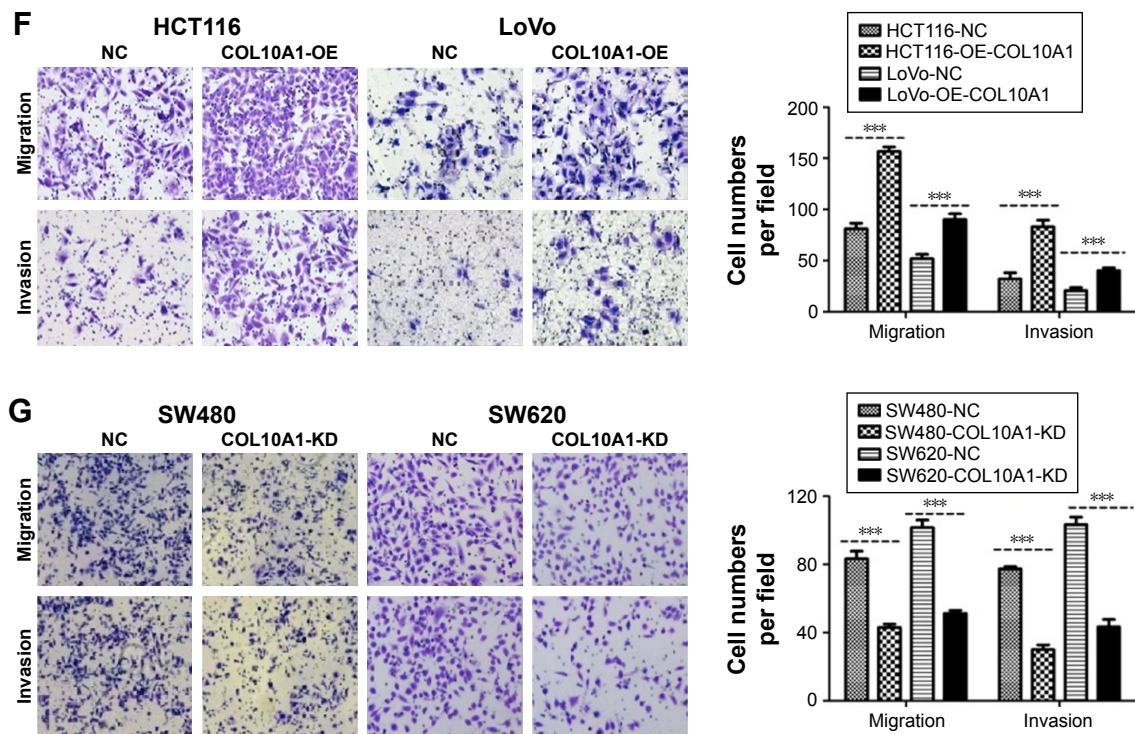 F
HCT116
LoVo
NC
COL10A1-OE
NC
COL10A1-OE
Migration
Invasion
HCT116-NC
HCT116-OE-COL10A1
LoVo-NC
LoVo-OE-COL10A1
Cell numbers
per field
200
150
100
50
0
***
***
***
***
Migration
Invasion
G
SW480
SW620
NC
COL10A1-KD
NC
COL10A1-KD
Migration
Invasion
SW480-NC
SW480-COL10A1-KD
SW620-NC
SW620-COL10A1-KD
Cell numbers
per field
120
80
40
0
***
***
***
***
Migration
Invasion